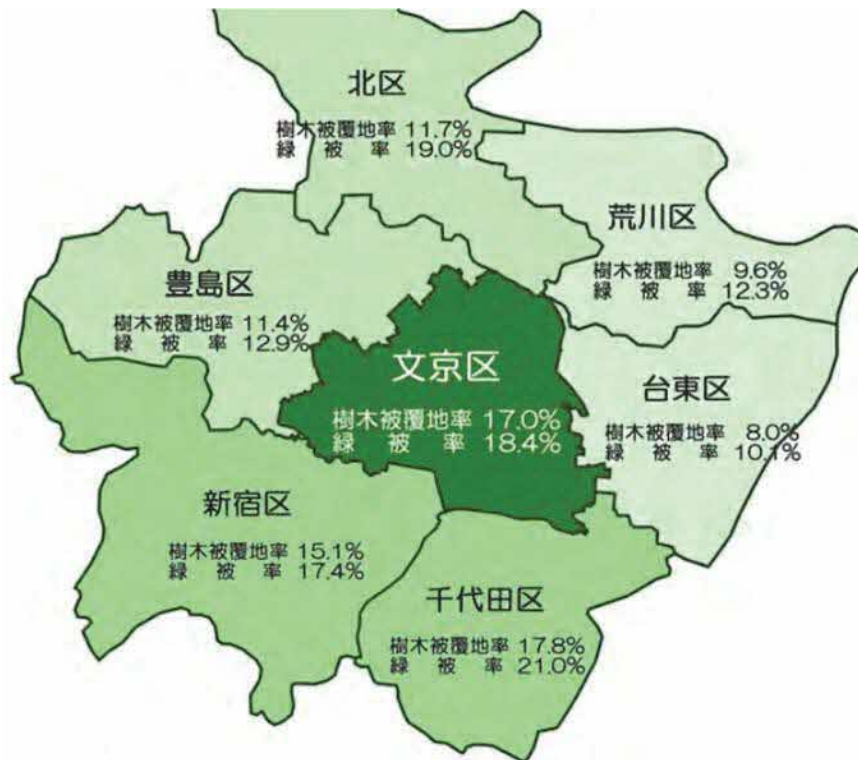 北区
樹木被覆地率 11.7%
緑被率 19.0%
荒川区
樹木被覆地率 9.6%
緑被率 12.3%
豊島区
樹木被覆地率 11.4%
緑被率 12.9%
文京区
樹木被覆地率 17.0%
緑被率 18.4%
台東区
樹木被覆地率 8.0%
緑被率 10.1%
新宿区
樹木被覆地率 15.1%
緑被率 17.4%
千代田区
樹木被覆地率 17.8%
緑被率 21.0%